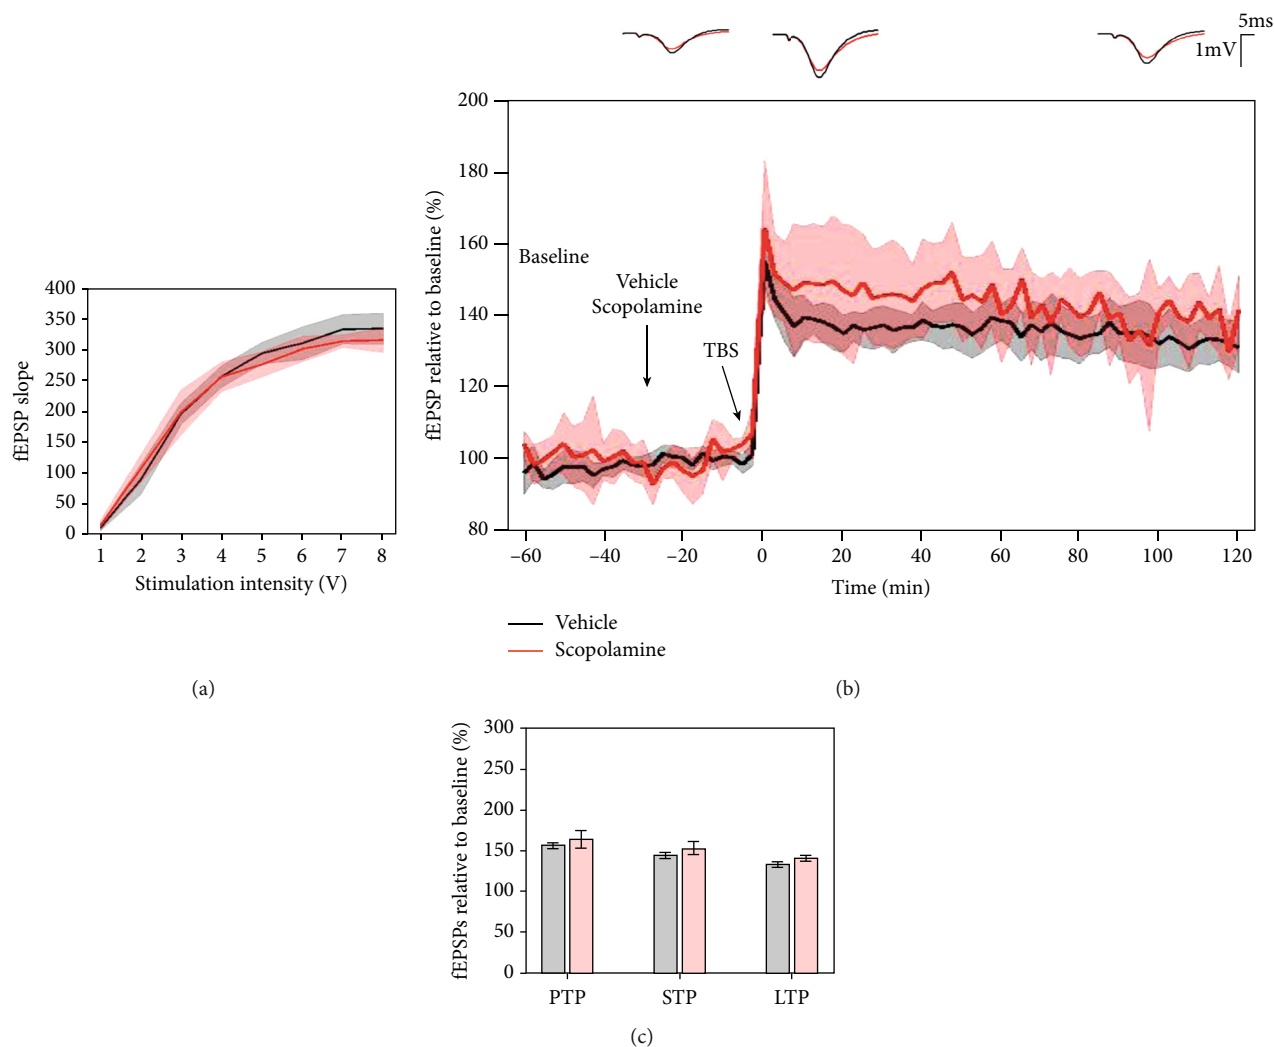 5ms
1mV
200
180
160
140
120
100
80
fEPSP relative to baseline (%)
Baseline
Vehicle
Scopolamine
TBS
–60
–40
–20
0
20
40
60
80
100
120
Time (min)
Vehicle
Scopolamine
400
350
300
250
200
150
100
50
0
fEPSP slope
1
2
3
4
5
6
7
8
Stimulation intensity (V)
(a)
(b)
300
250
200
150
100
50
0
fEPSPs relative to baseline (%)
PTP
STP
LTP
(c)